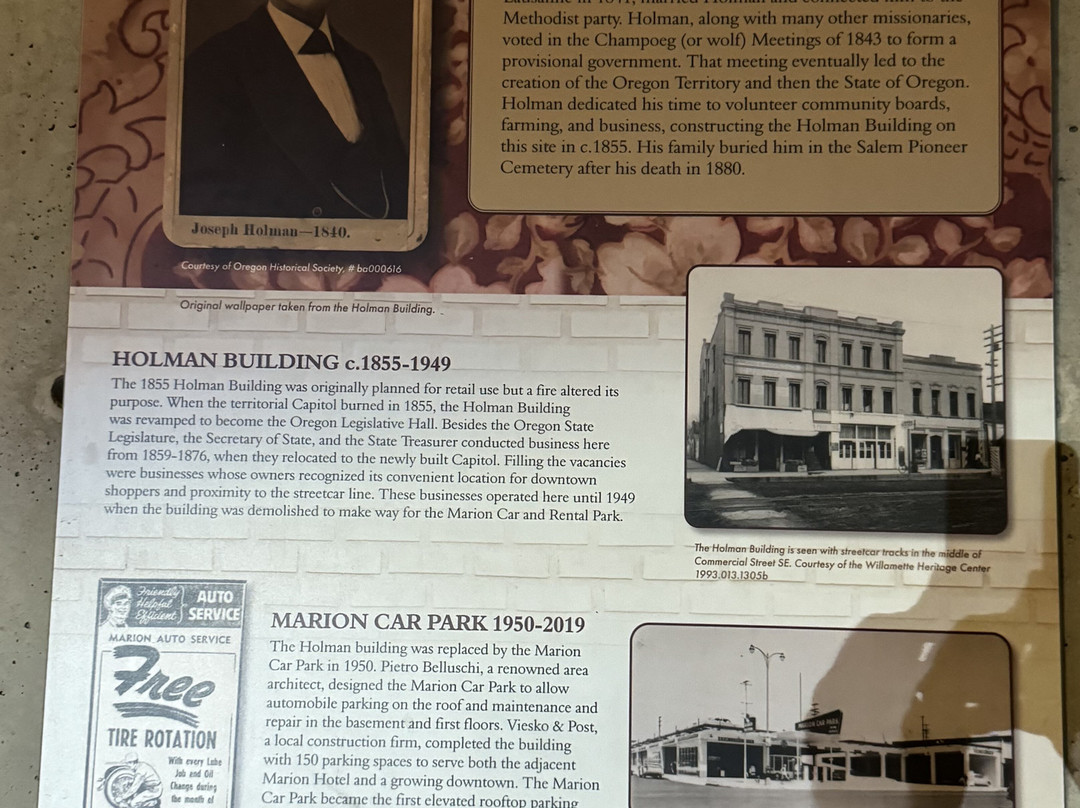 Methodist party. Holman, along with many other missionaries,
voted in the Champoeg (or wolf) Meetings of 1843 to form a
provisional government. That meeting eventually led to the
creation of the Oregon Territory and then the State of Oregon.
Holman dedicated his time to volunteer community boards,
farming, and business, constructing the Holman Building on
this site in c.1855. His family buried him in the Salem Pioneer
Cemetery after his death in 1880.
Joseph Holman—1840.
Courtesy of Oregon Historical Society, # ba000616
Original wallpaper taken from the Holman Building.
HOLMAN BUILDING c.1855-1949
The 1855 Holman Building was originally planned for retail use but a fire altered its
purpose. When the territorial Capitol burned in 1855, the Holman Building
was revamped to become the Oregon Legislative Hall. Besides the Oregon State
Legislature, the Secretary of State, and the State Treasurer conducted business here
from 1859-1876, when they relocated to the newly built Capitol. Filling the vacancies
were businesses whose owners recognized its convenient location for downtown
shoppers and proximity to the streetcar line. These businesses operated here until 1949
when the building was demolished to make way for the Marion Car and Rental Park.
The Holman Building is seen with streetcar tracks in the middle of
Commercial Street SE. Courtesy of the Willamette Heritage Center
1993.013.1305b
Friendly
Helpful
Efficient
AUTO
SERVICE
MARION AUTO SERVICE
Free
TIRE ROTATION
With every Lube
Job and Oil
Change during
the month of
MARION CAR PARK 1950-2019
The Holman building was replaced by the Marion
Car Park in 1950. Pietro Belluschi, a renowned area
architect, designed the Marion Car Park to allow
automobile parking on the roof and maintenance and
repair in the basement and first floors. Viesko & Post,
a local construction firm, completed the building
with 150 parking spaces to serve both the adjacent
Marion Hotel and a growing downtown. The Marion
Car Park became the first elevated rooftop parking
MARION CAR PARK